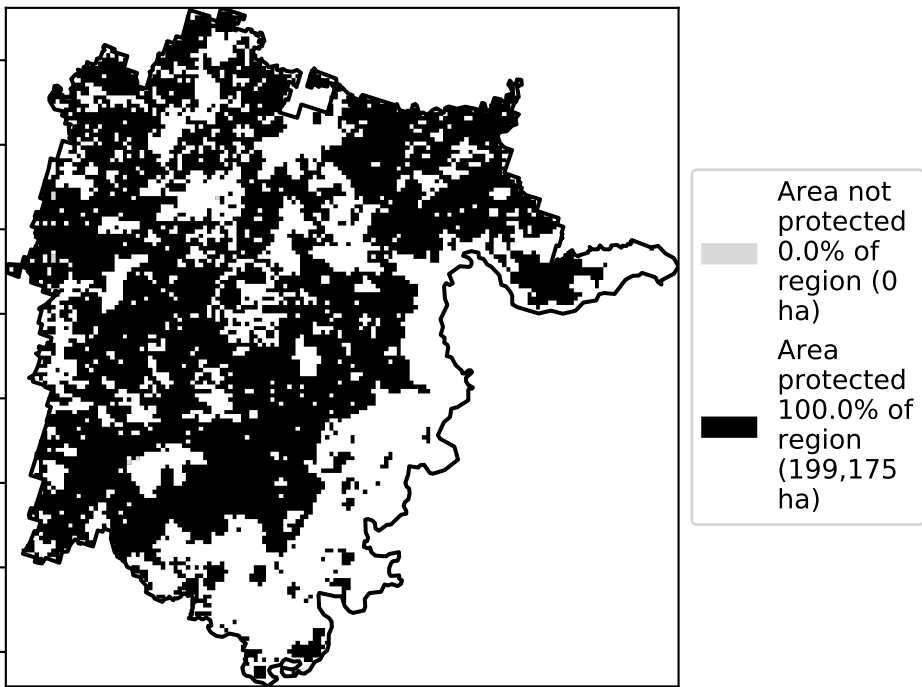 Area not
protected
0.0% of
region (0
ha)
Area
protected
100.0% of
region
(199,175
ha)